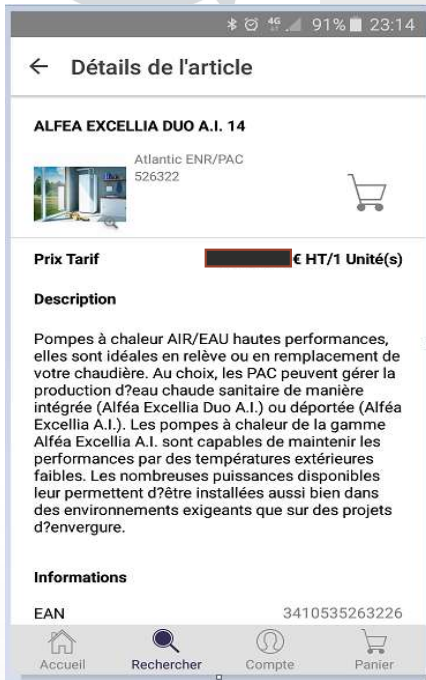 4G 91% 23:14
← Détails de l'article
ALFEA EXCELLIA DUO A.I. 14
Atlantic ENR/PAC
526322
Prix Tarif € HT/1 Unité(s)
Description
Pompes à chaleur AIR/EAU hautes performances,
elles sont idéales en relève ou en remplacement de
votre chaudière. Au choix, les PAC peuvent gérer la
production d?eau chaude sanitaire de manière
intégrée (Alféa Excellia Duo A.I.) ou déportée (Alféa
Excellia A.I.). Les pompes à chaleur de la gamme
Alféa Excellia A.I. sont capables de maintenir les
performances par des températures extérieures
faibles. Les nombreuses puissances disponibles
leur permettent d?être installées aussi bien dans
des environnements exigeants que sur des projets
d?envergure.
Informations
EAN 3410535263226
Accueil Rechercher Compte Panier